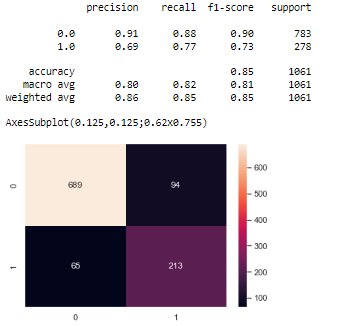 precision recall f1-score support
0.0 0.91 0.88 0.90 783
1.0 0.69 0.77 0.73 278
accuracy 0.85 1061
macro avg 0.80 0.82 0.81 1061
weighted avg 0.86 0.85 0.85 1061
AxesSubplot(0.125,0.125;0.62x0.755)
0 689 94
1 65 213
0 1
600
500
400
300
200
100